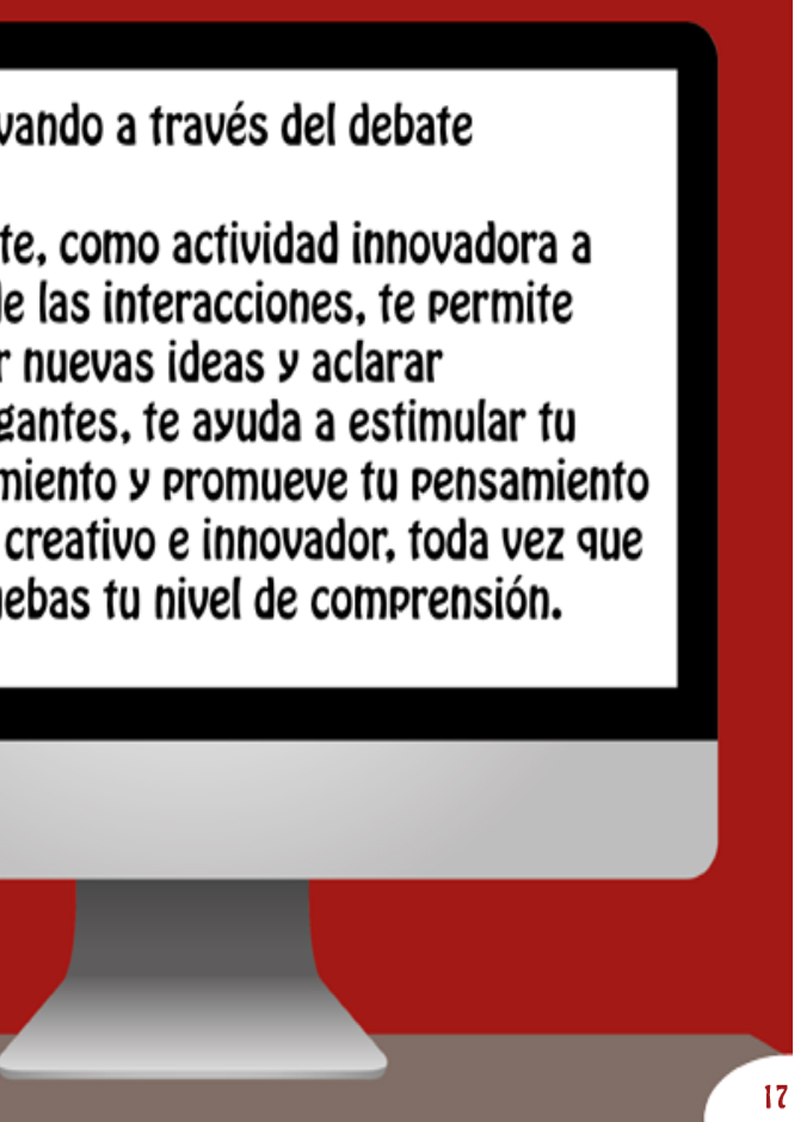 vando a través del debate
te, como actividad innovadora a
le las interacciones, te permite
r nuevas ideas y aclarar
gantes, te ayuda a estimular tu
miento y promueve tu pensamiento
creativo e innovador, toda vez que
uebas tu nivel de comprensión.
17